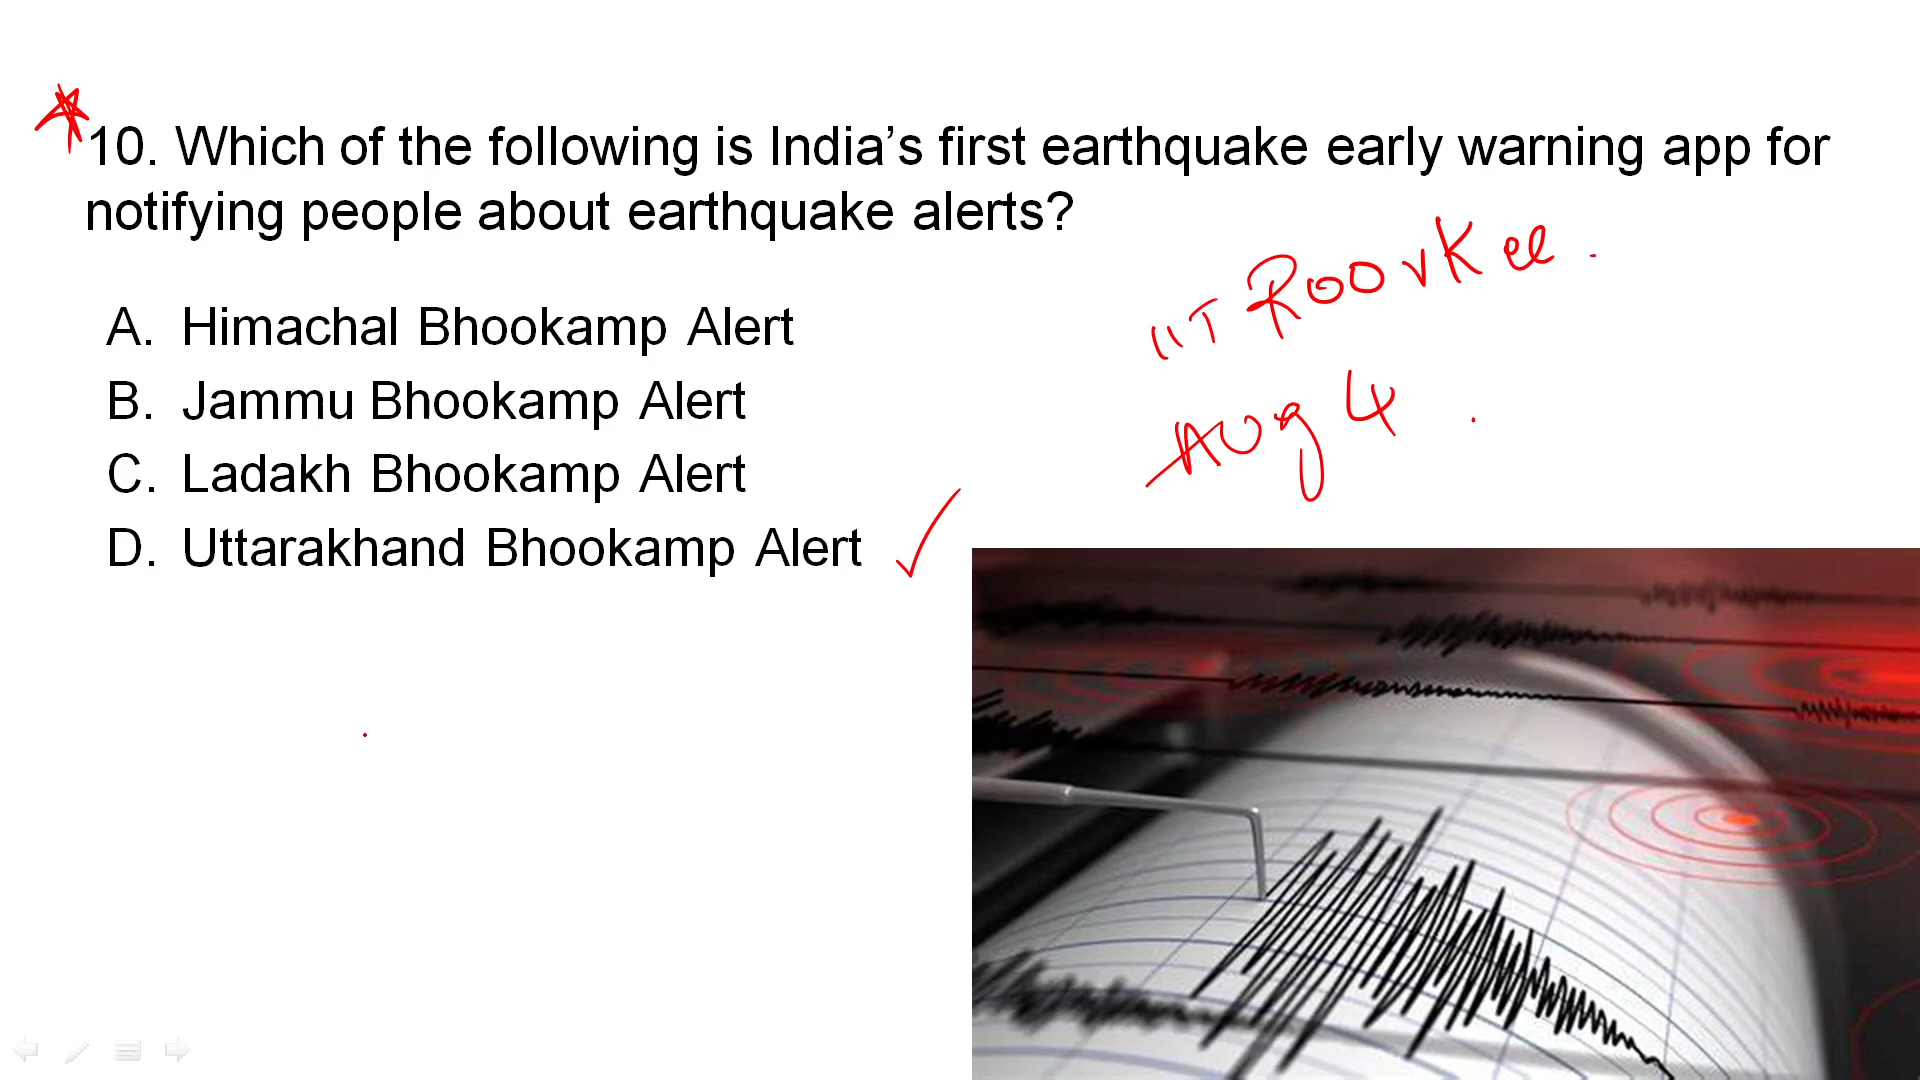 10. Which of the following is India’s first earthquake early warning app for
notifying people about earthquake alerts?
IIT Roorkee.
A. Himachal Bhookamp Alert
B. Jammu Bhookamp Alert
Aug 4
C. Ladakh Bhookamp Alert
D. Uttarakhand Bhookamp Alert